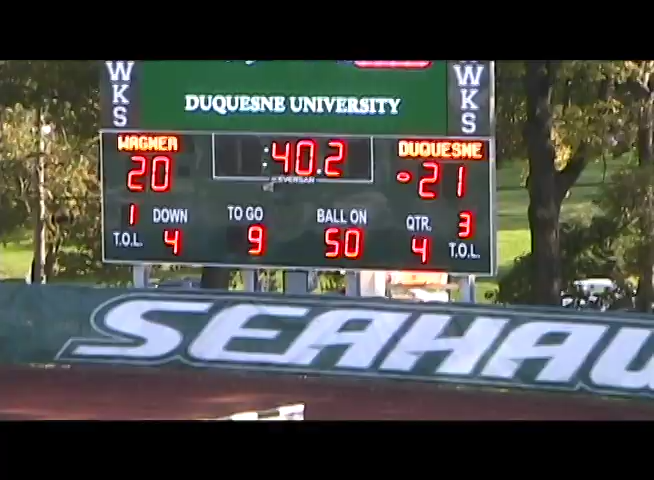 DUQUESNE UNIVERSITY
WKS
WKS
WAGNER :40.2 DUQUESNE
20 -21
EVERSAN
1 DOWN TO GO BALL ON QTR. 3
T.O.L. 4 9 50 4 T.O.L.
SEAHAW